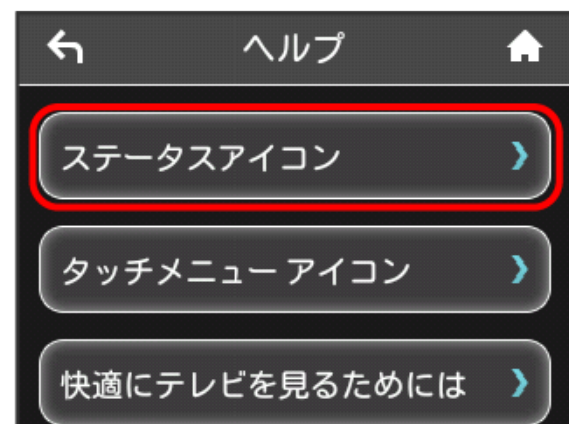 ヘルプ
ステータスアイコン
タッチメニュー アイコン
快適にテレビを見るためには